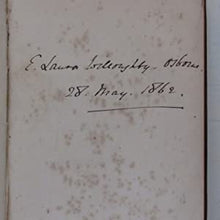 E. Laura Willoughby-Osborne
28. May. 1862.